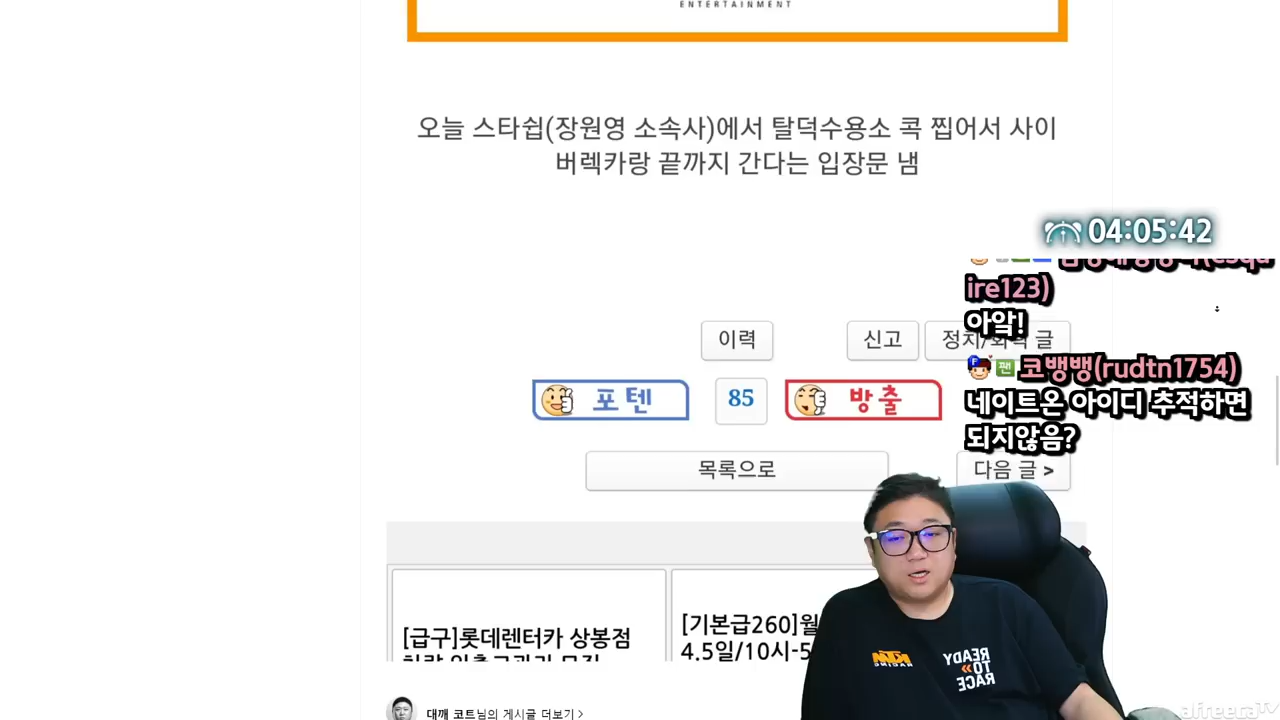 ENTERTAINMENT
오늘 스타쉽(장원영 소속사)에서 탈덕수용소 콕 찝어서 사이
버렉카랑 끝까지 간다는 입장문 냄
04:05:42
ire123)
아앜!
이력
신고
글
코뱅뱅(rudtn1754)
네이트온 아이디 추적하면
되지않음?
포텐
85
방출
목록으로
다음 글 >
[급구]롯데렌터카 상봉점
[기본급260]월
4.5일/10시-5
KTM
RACING
READY
TO
RACE
대깨 코트님의 게시글 더보기 >
afreecaTV